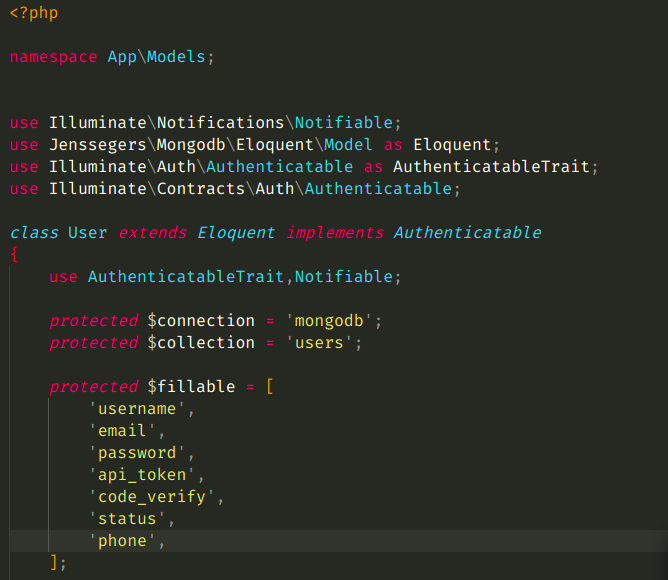 <?php
namespace App\Models;
use Illuminate\Notifications\Notifiable;
use Jenssegers\Mongodb\Eloquent\Model as Eloquent;
use Illuminate\Auth\Authenticatable as AuthenticatableTrait;
use Illuminate\Contracts\Auth\Authenticatable;
class User extends Eloquent implements Authenticatable
{
use AuthenticatableTrait,Notifiable;
protected $connection = 'mongodb';
protected $collection = 'users';
protected $fillable = [
'username',
'email',
'password',
'api_token',
'code_verify',
'status',
'phone',
];